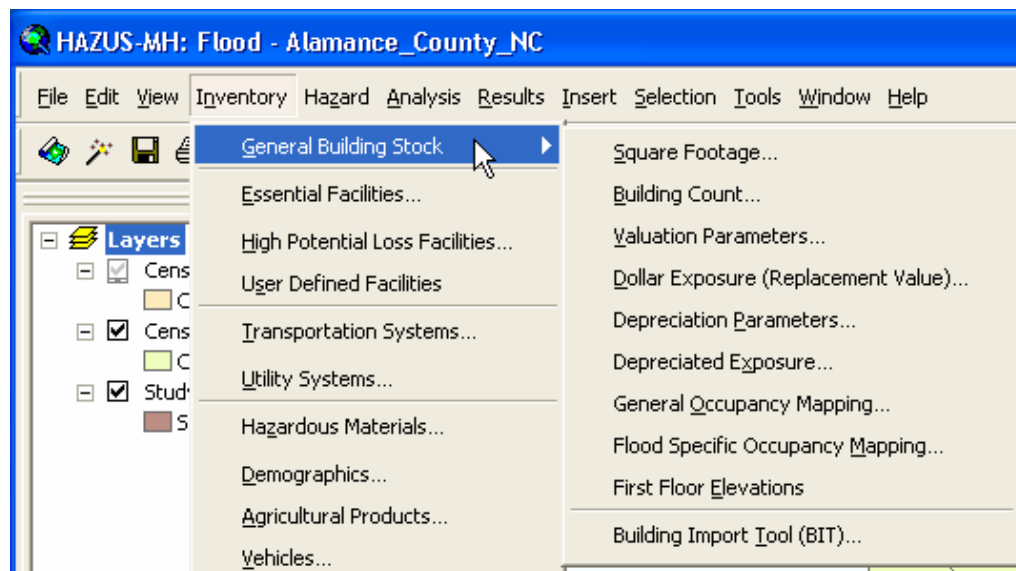 HAZUS-MH: Flood - Alamance_County_NC
File Edit View Inventory Hazard Analysis Results Insert Selection Tools Window Help
General Building Stock
Essential Facilities...
High Potential Loss Facilities...
User Defined Facilities
Transportation Systems...
Utility Systems...
Hazardous Materials...
Demographics...
Agricultural Products...
Vehicles...
Square Footage...
Building Count...
Valuation Parameters...
Dollar Exposure (Replacement Value)...
Depreciation Parameters...
Depreciated Exposure...
General Occupancy Mapping...
Flood Specific Occupancy Mapping...
First Floor Elevations
Building Import Tool (BIT)...
Layers
Cens
C
Cens
C
Stud
S